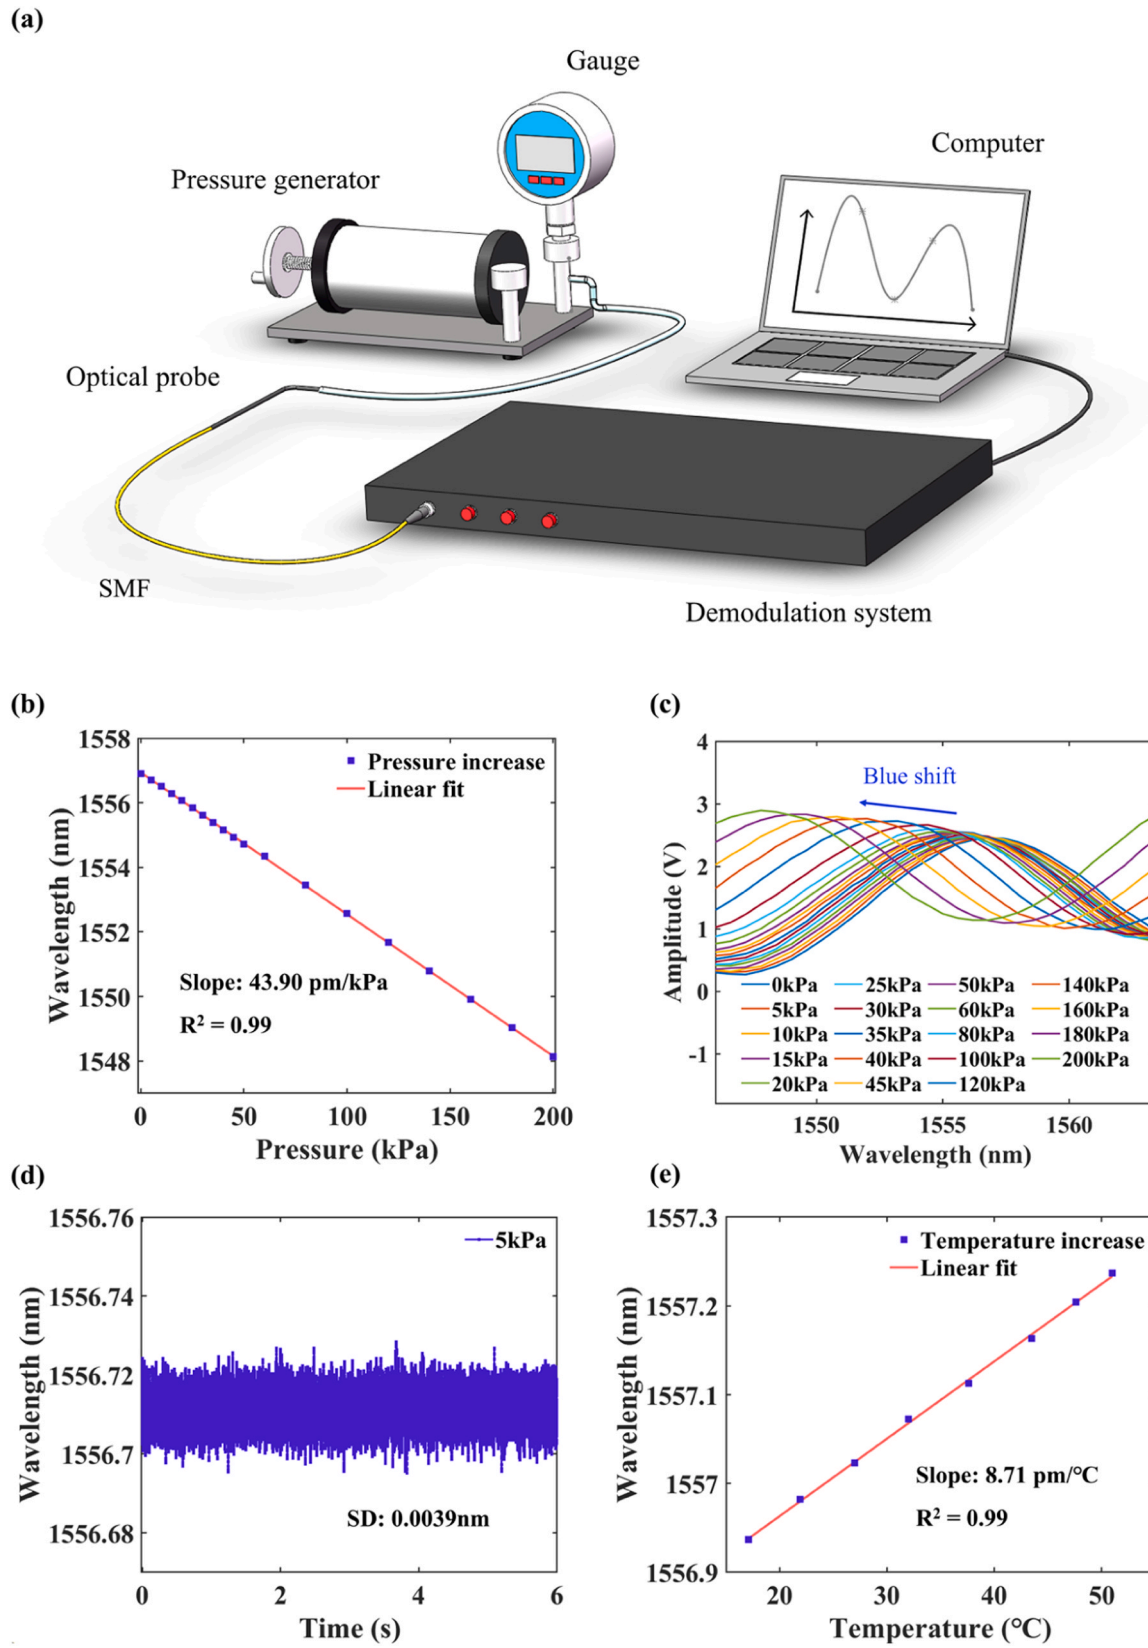 (a)
Gauge
Computer
Pressure generator
Optical probe
SMF
Demodulation system
(b)
1558
1556
1554
1552
1550
1548
Wavelength (nm)
Pressure increase
Linear fit
Slope: 43.90 pm/kPa
R² = 0.99
0 50 100 150 200
Pressure (kPa)
(c)
4
3
2
1
0
-1
Amplitude (V)
Blue shift
0kPa 25kPa 50kPa 140kPa
5kPa 30kPa 60kPa 160kPa
10kPa 35kPa 80kPa 180kPa
15kPa 40kPa 100kPa 200kPa
20kPa 45kPa 120kPa
1550 1555 1560
Wavelength (nm)
(d)
1556.76
1556.74
1556.72
1556.7
1556.68
Wavelength (nm)
5kPa
SD: 0.0039nm
0 2 4 6
Time (s)
(e)
1557.3
1557.2
1557.1
1557
1556.9
Wavelength (nm)
Temperature increase
Linear fit
Slope: 8.71 pm/°C
R² = 0.99
20 30 40 50
Temperature (°C)